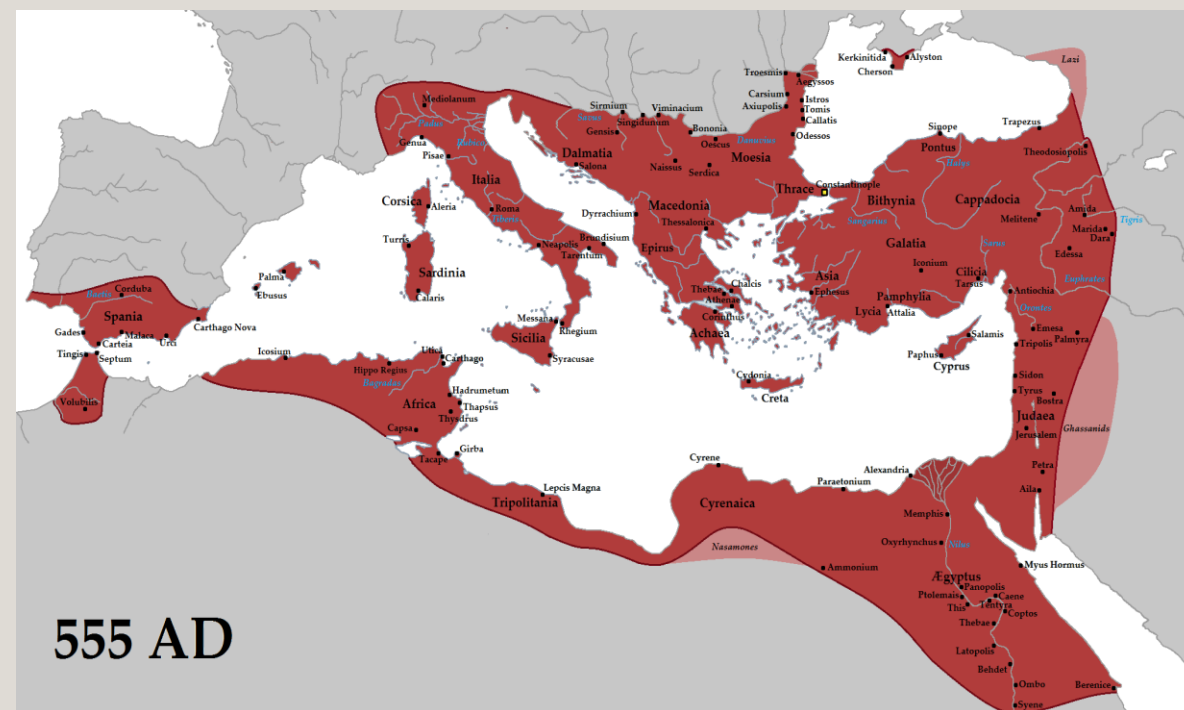 Kerkinitida
Alyston
Cherson
Lazi
Troesmis
Aegyssos
Carsium
Istros
Axiupolis
Tomis
Callatis
Odessos
Mediolanum
Padus
Rubico
Genua
Pisae
Sirmium
Viminacium
Savus
Singidunum
Gensis
Bononia
Oescus
Danuvius
Dalmatia
Salona
Naissus
Serdica
Moesia
Sinope
Trapezus
Pontus
Halys
Theodosiopolis
Italia
Corsica
Aleria
Roma
Tiberis
Thrace
Constantinople
Bithynia
Cappadocia
Sangarius
Melitene
Amida
Tigris
Marida
Dara
Dyrrachium
Macedonia
Thessalonica
Galatia
Sarus
Edessa
Turris
Sardinia
Neapolis
Brundisium
Tarentum
Epirus
Iconium
Cilicia
Tarsus
Euphrates
Palma
Ebusus
Caiaris
Chalcis
Thebae
Athenae
Corinthus
Achaea
Asia
Ephesus
Pamphylia
Lycia
Attalia
Antiochia
Orontes
Baetis
Corduba
Spania
Carthago Nova
Gades
Malaca
Urci
Carteia
Tingis
Septum
Volubilis
Icosium
Messana
Rhegium
Sicilia
Syracusae
Utica
Carthago
Hippo Regius
Bagradas
Hadrumetum
Africa
Thapsus
Thysdrus
Capsa
Girba
Tacape
Cydonia
Creta
Salamis
Paphus
Cyprus
Emesa
Tripolis
Palmyra
Sidon
Tyrus
Bostra
Judaea
Jerusalem
Ghassanids
Petra
Aila
Lepcis Magna
Tripolitania
Cyrene
Cyrenaica
Paraetonium
Alexandria
Nasamones
Ammonium
Memphis
Oxyrhynchus
Nilus
Myus Hormus
Ægyptus
Panopolis
Ptolemais
Caene
This
Tentyra
Coptos
Thebae
Latopolis
Behdet
Ombo
Berenice
Syene
555 AD